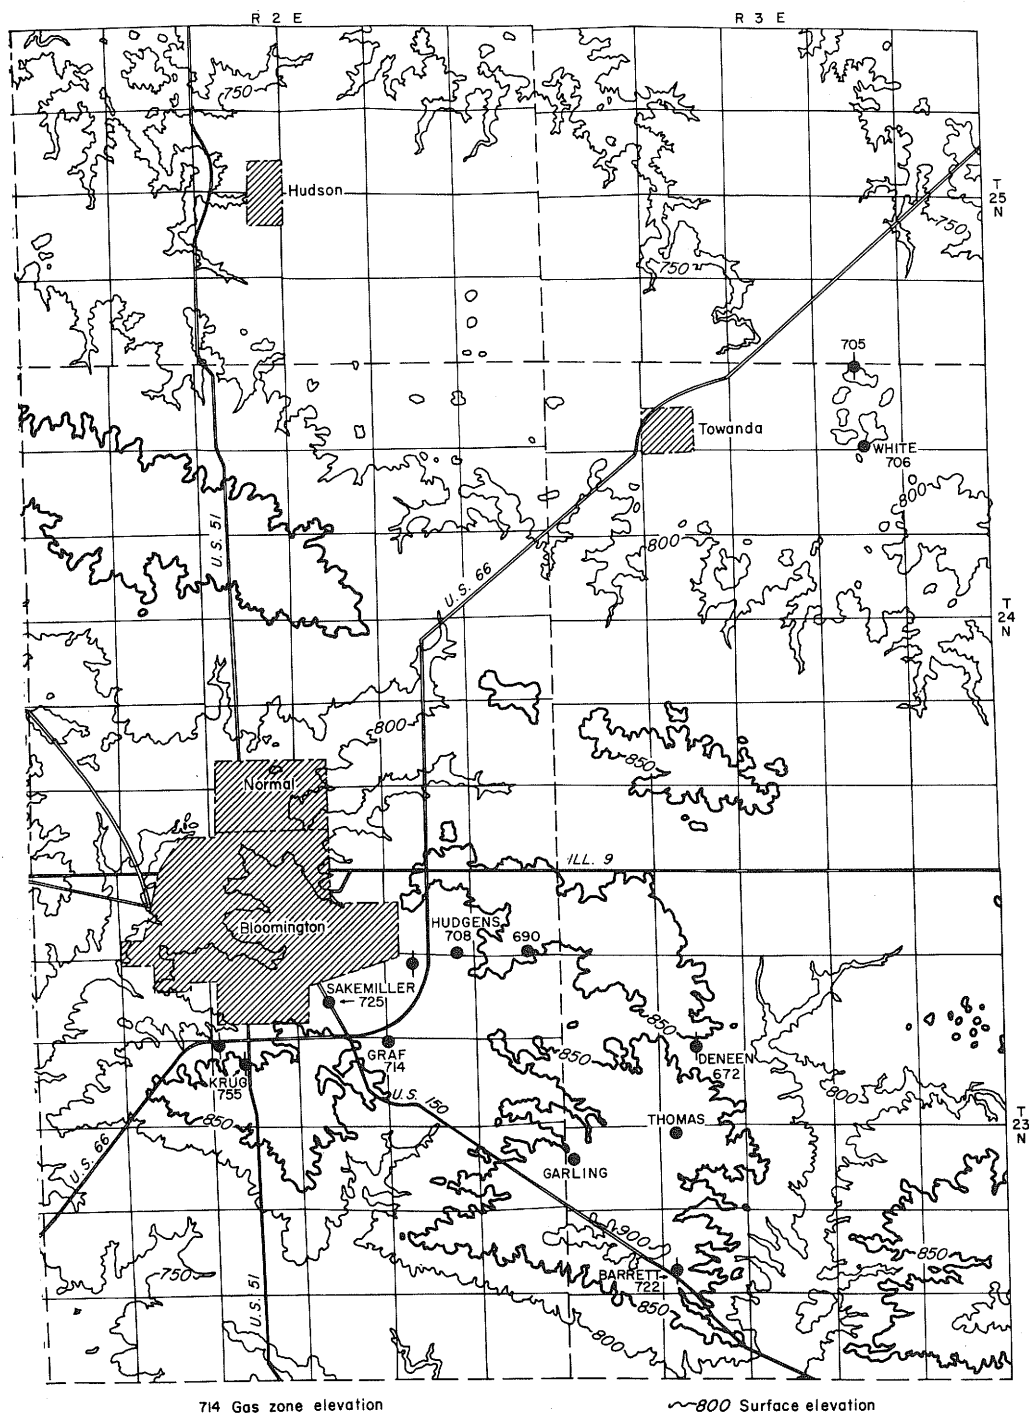 R 2 E
R 3 E
750
Hudson
T
25
N
750
750
705
Towanda
WHITE
706
800
U.S. 51
800
U.S. 66
T
24
N
800
850
Normal
ILL. 9
HUDGENS
708
690
Bloomington
SAKEMILLER
725
850
GRAF
714
850
DENEEN
672
KRUG
755
U.S. 150
800
850
THOMAS
T
23
N
U.S. 66
GARLING
900
850
750
BARRETT
722
850
U.S. 51
800
714 Gas zone elevation
800 Surface elevation